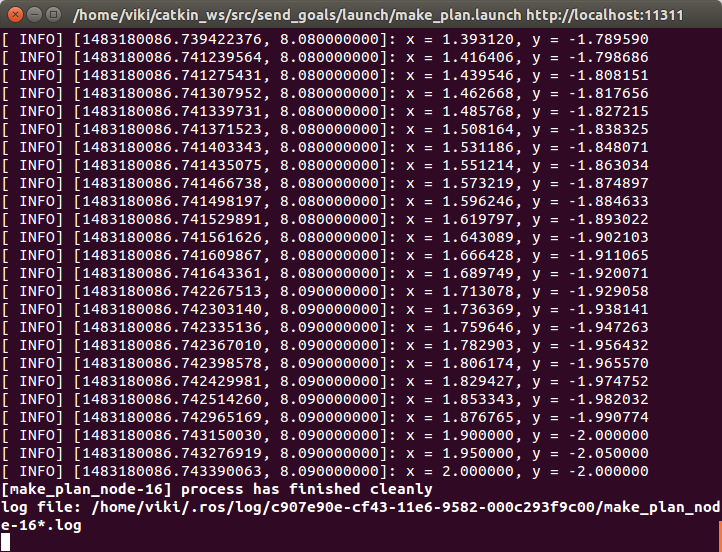 /home/viki/catkin_ws/src/send_goals/launch/make_plan.launch http://localhost:11311
[ INFO] [1483180086.739422376, 8.080000000]: x = 1.393120, y = -1.789590
[ INFO] [1483180086.741239564, 8.080000000]: x = 1.416406, y = -1.798686
[ INFO] [1483180086.741275431, 8.080000000]: x = 1.439546, y = -1.808151
[ INFO] [1483180086.741307952, 8.080000000]: x = 1.462668, y = -1.817656
[ INFO] [1483180086.741339731, 8.080000000]: x = 1.485768, y = -1.827215
[ INFO] [1483180086.741371523, 8.080000000]: x = 1.508164, y = -1.838325
[ INFO] [1483180086.741403343, 8.080000000]: x = 1.531186, y = -1.848071
[ INFO] [1483180086.741435075, 8.080000000]: x = 1.551214, y = -1.863034
[ INFO] [1483180086.741466738, 8.080000000]: x = 1.573219, y = -1.874897
[ INFO] [1483180086.741498197, 8.080000000]: x = 1.596246, y = -1.884633
[ INFO] [1483180086.741529891, 8.080000000]: x = 1.619797, y = -1.893022
[ INFO] [1483180086.741561626, 8.080000000]: x = 1.643089, y = -1.902103
[ INFO] [1483180086.741609867, 8.080000000]: x = 1.666428, y = -1.911065
[ INFO] [1483180086.741643361, 8.080000000]: x = 1.689749, y = -1.920071
[ INFO] [1483180086.742267513, 8.090000000]: x = 1.713078, y = -1.929058
[ INFO] [1483180086.742303140, 8.090000000]: x = 1.736369, y = -1.938141
[ INFO] [1483180086.742335136, 8.090000000]: x = 1.759646, y = -1.947263
[ INFO] [1483180086.742367010, 8.090000000]: x = 1.782903, y = -1.956432
[ INFO] [1483180086.742398578, 8.090000000]: x = 1.806174, y = -1.965570
[ INFO] [1483180086.742429981, 8.090000000]: x = 1.829427, y = -1.974752
[ INFO] [1483180086.742514260, 8.090000000]: x = 1.853343, y = -1.982032
[ INFO] [1483180086.742965169, 8.090000000]: x = 1.876765, y = -1.990774
[ INFO] [1483180086.743150030, 8.090000000]: x = 1.900000, y = -2.000000
[ INFO] [1483180086.743276919, 8.090000000]: x = 1.950000, y = -2.050000
[ INFO] [1483180086.743390063, 8.090000000]: x = 2.000000, y = -2.000000
[make_plan_node-16] process has finished cleanly
log file: /home/viki/.ros/log/c907e90e-cf43-11e6-9582-000c293f9c00/make_plan_nod
e-16*.log